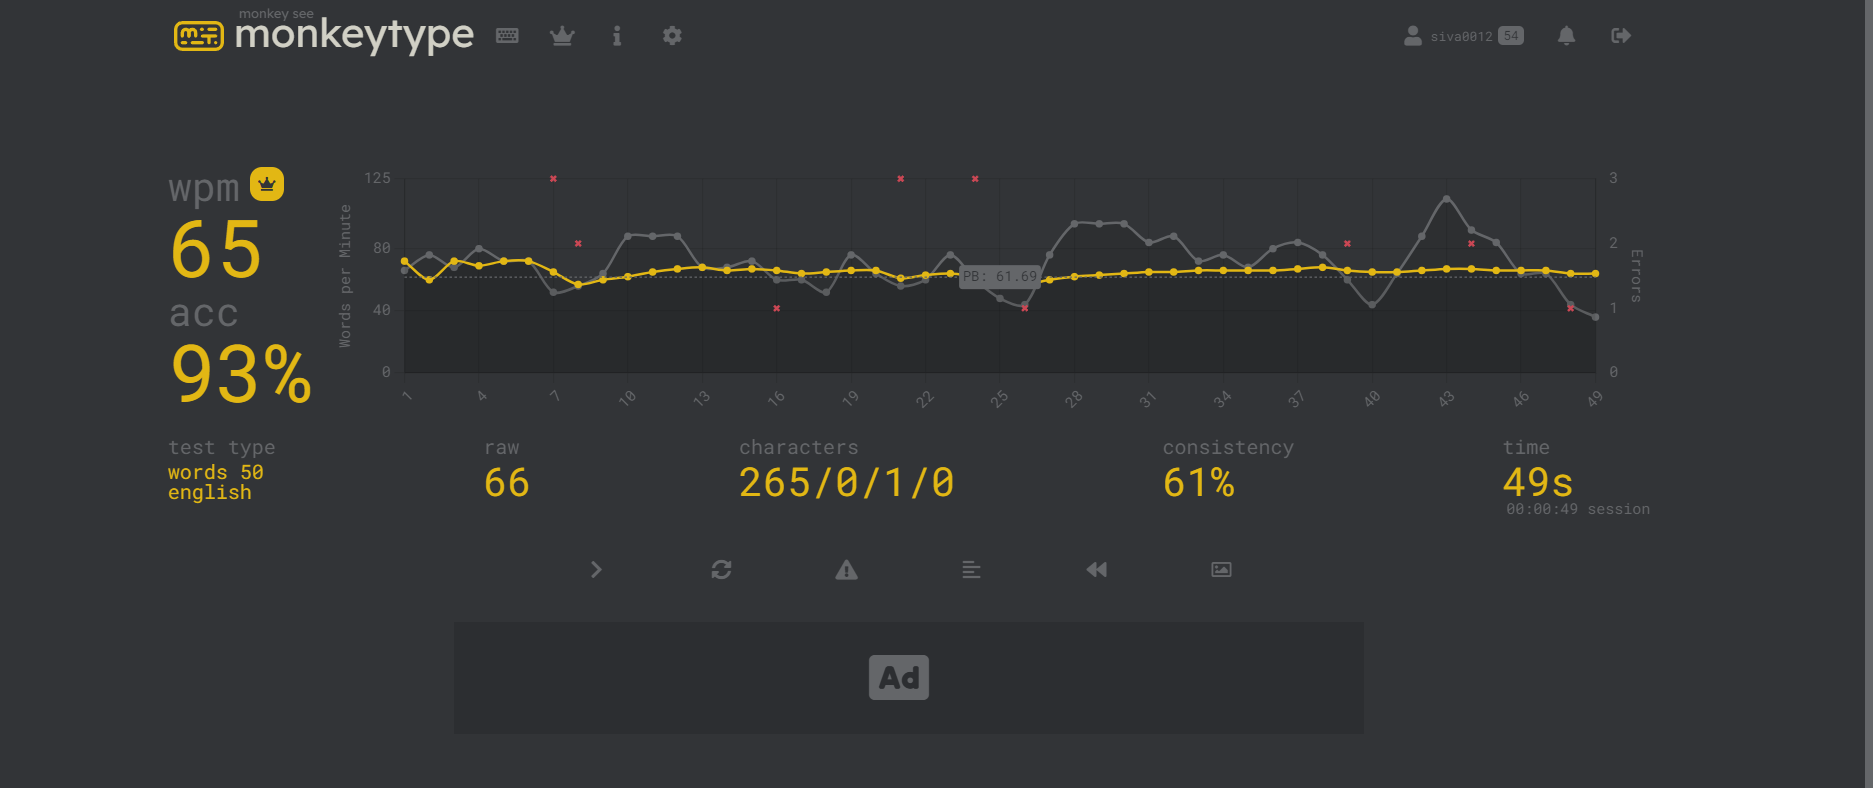 monkey see
monkeytype
siva0012 54
wpm
65
acc
93%
Words per Minute
125
80
40
0
PB: 61.69
3
2
1
0
Errors
1 4 7 10 13 16 19 22 25 28 31 34 37 40 43 46 49
test type
words 50
english
raw
66
characters
265/0/1/0
consistency
61%
time
49s
00:00:49 session
Ad